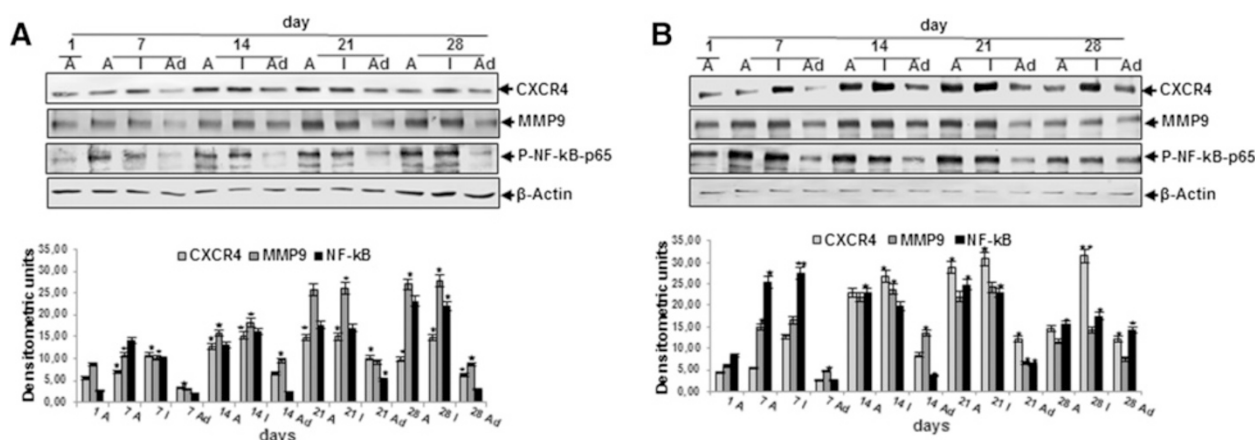 A
day
1 7 14 21 28
A A I Ad A I Ad A I Ad A I Ad
CXCR4
MMP9
P-NF-kB-p65
β-Actin
CXCR4 MMP9 NF-kB
Densitometric units
35,00
30,00
25,00
20,00
15,00
10,00
5,00
0,00
1 A 7 A 7 I 7 Ad 14 A 14 I 14 Ad 21 A 21 I 21 Ad 28 A 28 I 28 Ad
days
B
day
1 7 14 21 28
A A I Ad A I Ad A I Ad A I Ad
CXCR4
MMP9
P-NF-kB-p65
β-Actin
CXCR4 MMP9 NF-kB
Densitometric units
35,00
30,00
25,00
20,00
15,00
10,00
5,00
0,00
1 A 7 A 7 I 7 Ad 14 A 14 I 14 Ad 21 A 21 I 21 Ad 28 A 28 I 28 Ad
days